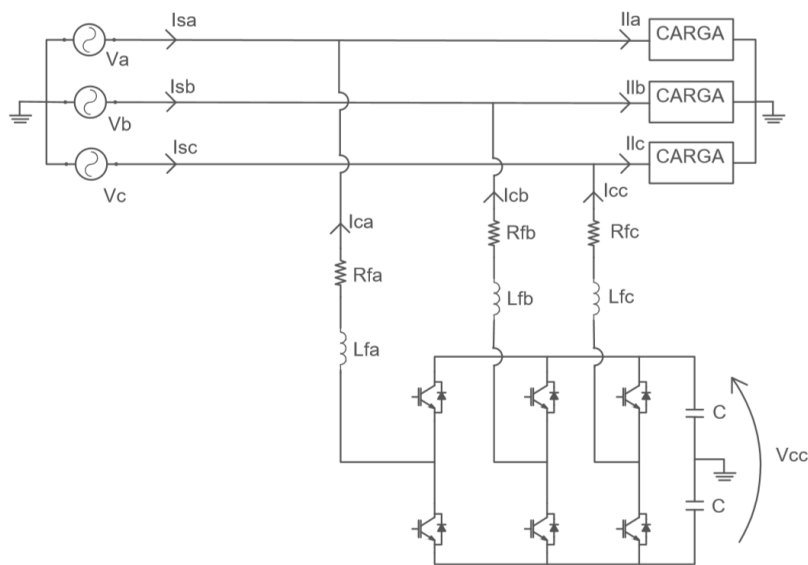 Isa
Ila
CARGA
Va
Isb
Ilb
CARGA
Vb
Isc
Ilc
CARGA
Vc
Ica
Icb
Icc
Rfa
Rfb
Rfc
Lfa
Lfb
Lfc
C
Vcc
C